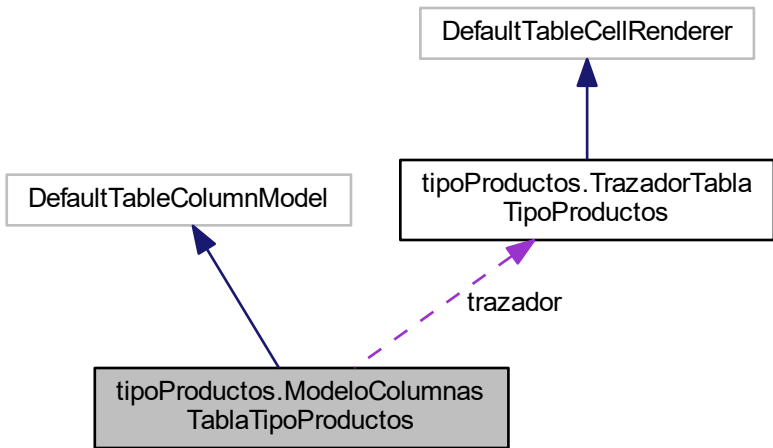 DefaultTableCellRenderer
tipoProductos.TrazadorTabla
TipoProductos
DefaultTableColumnModel
trazador
tipoProductos.ModeloColumnas
TablaTipoProductos